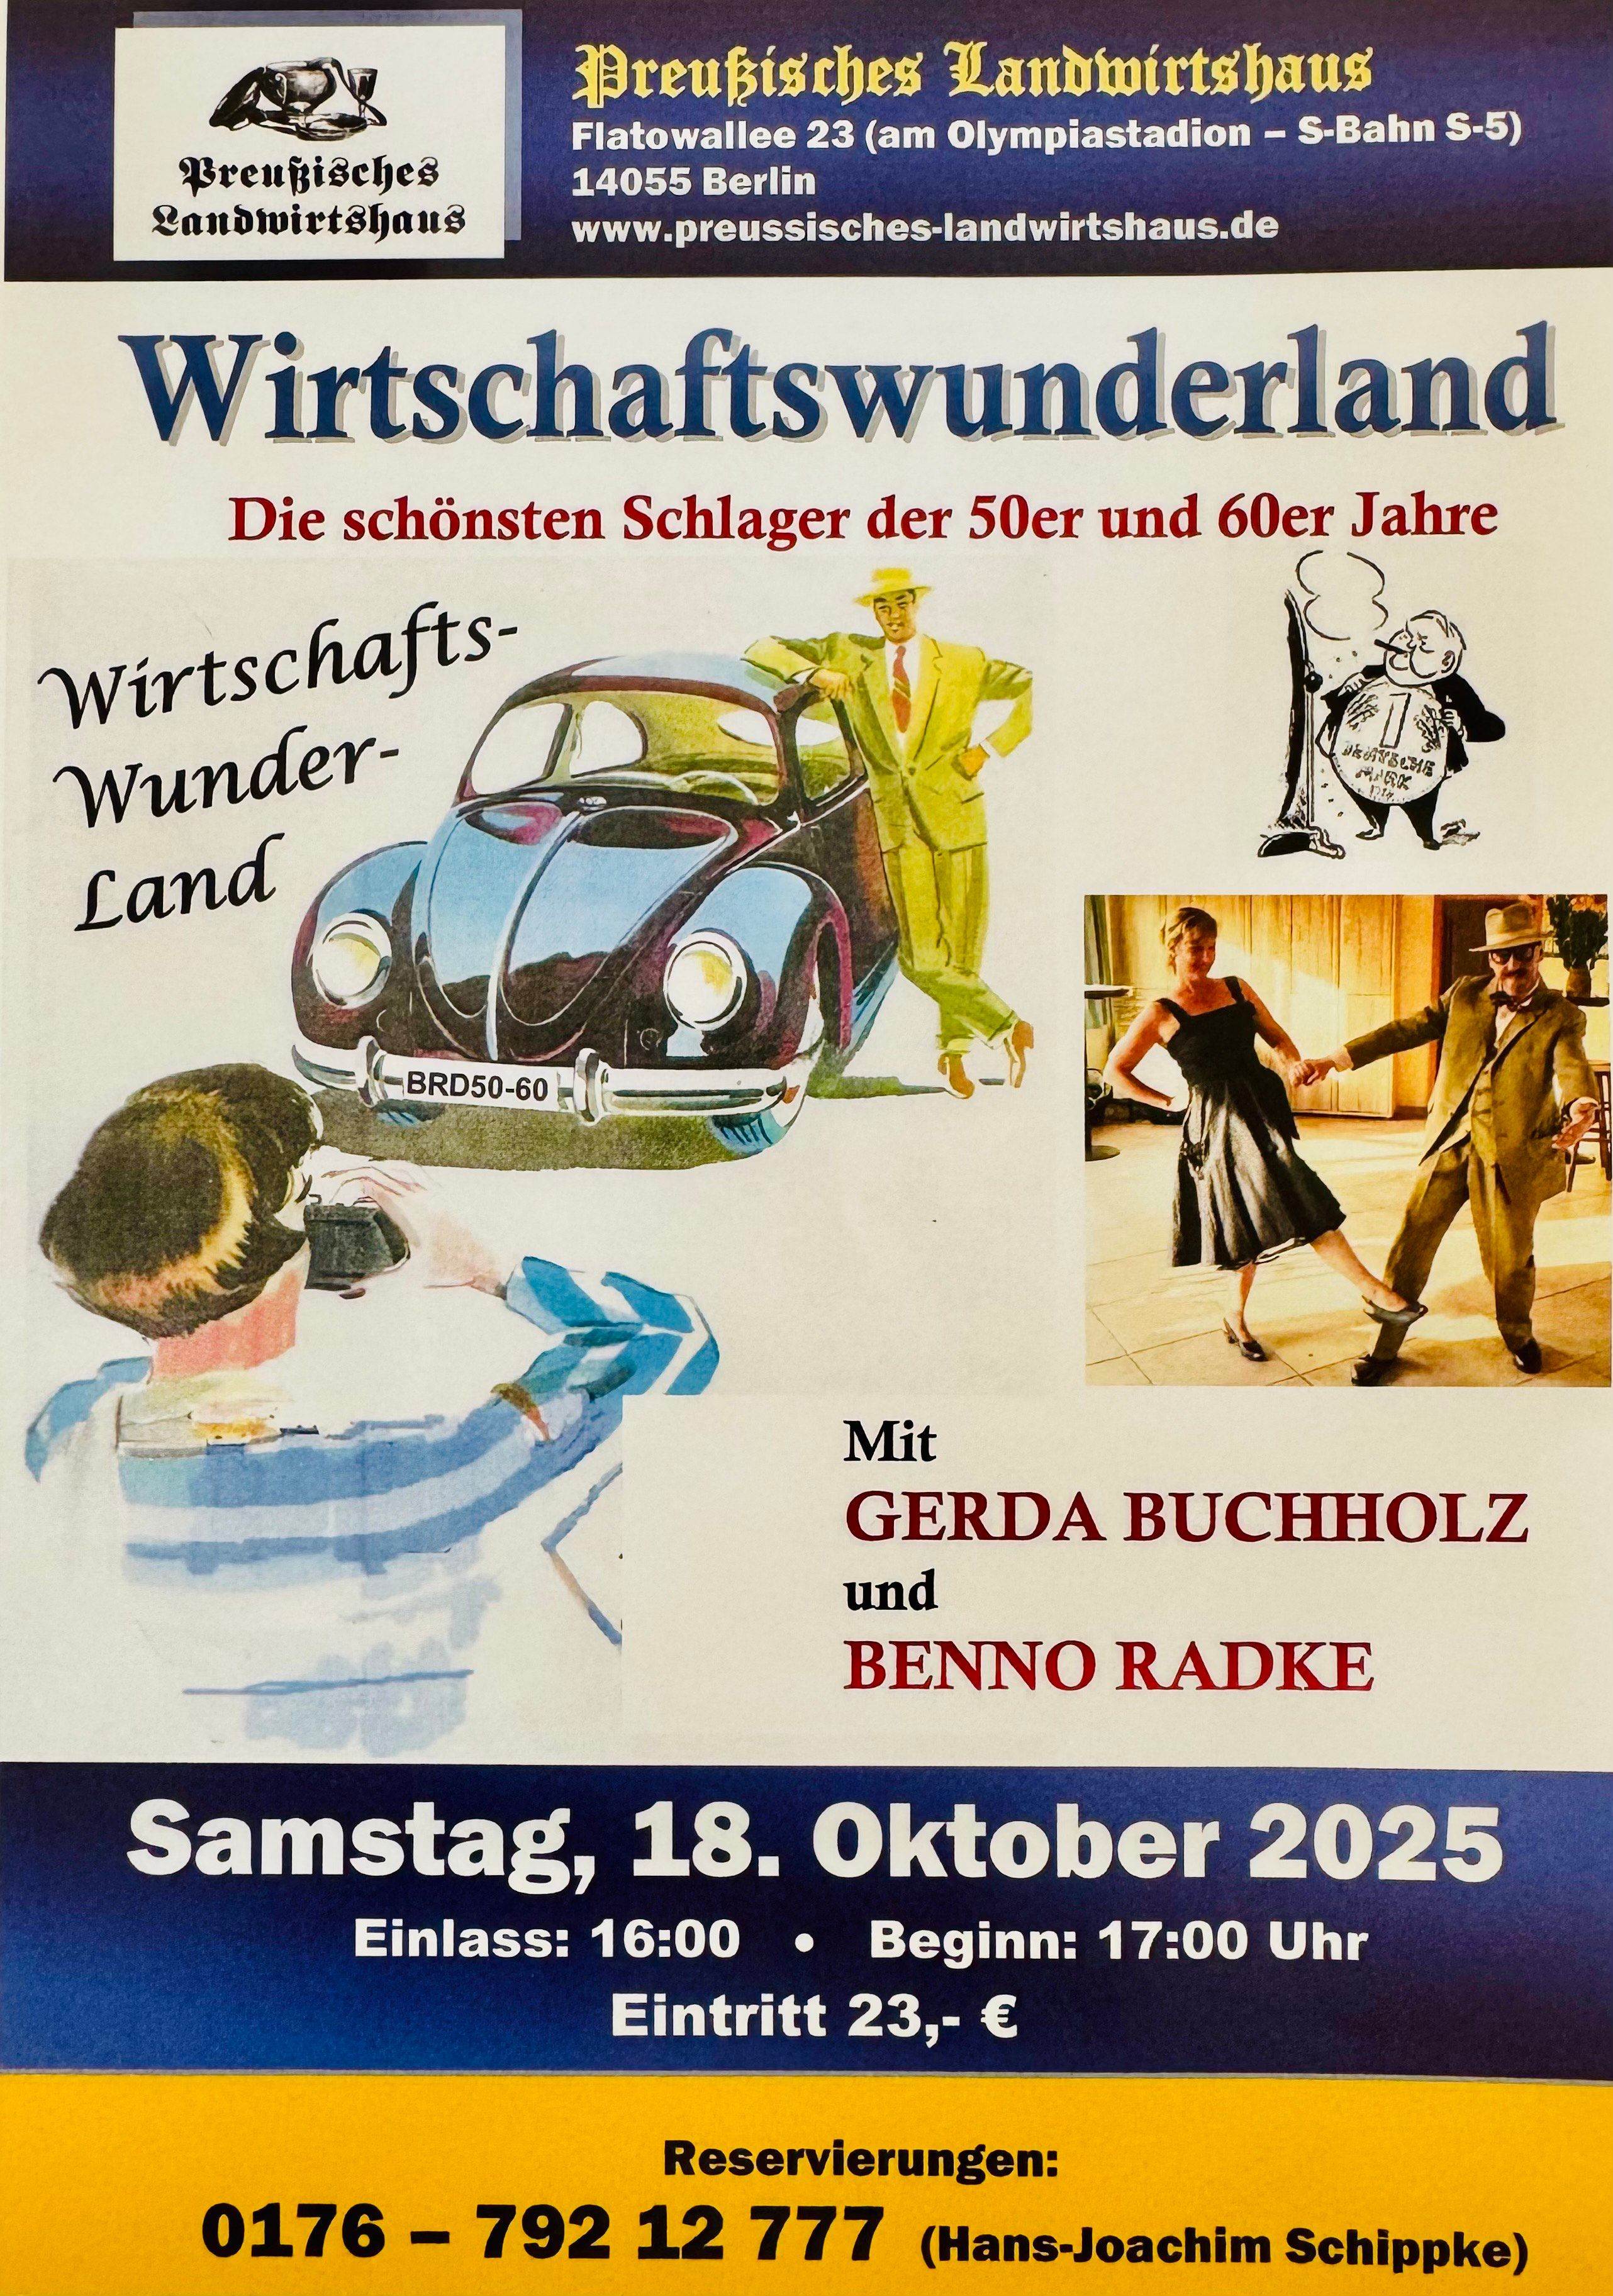 Preußisches
Landwirtshaus
Preußisches Landwirtshaus
Flatowallee 23 (am Olympiastadion – S-Bahn S-5)
14055 Berlin
www.preussisches-landwirtshaus.de
Wirtschaftswunderland
Die schönsten Schlager der 50er und 60er Jahre
Wirtschafts-
Wunder-
Land
1
DEUTSCHE
MARK
BRD50-60
Mit
GERDA BUCHHOLZ
und
BENNO RADKE
Samstag, 18. Oktober 2025
Einlass: 16:00 • Beginn: 17:00 Uhr
Eintritt 23,- €
Reservierungen:
0176 – 792 12 777 (Hans-Joachim Schippke)